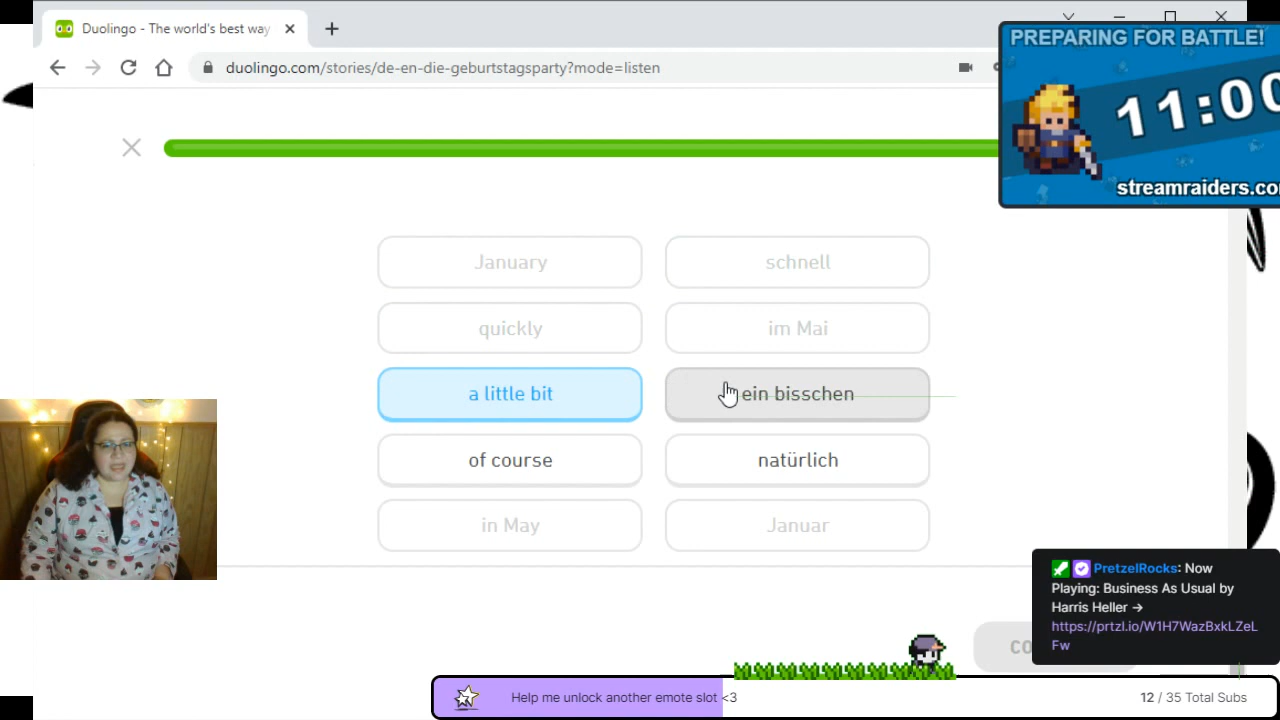 Duolingo - The world's best way
duolingo.com/stories/de-en-die-geburtstagsparty?mode=listen
PREPARING FOR BATTLE!
11:00
streamraiders.co
January
schnell
quickly
im Mai
a little bit
ein bisschen
of course
natürlich
in May
Januar
PretzelRocks: Now
Playing: Business As Usual by
Harris Heller →
https://prtzl.io/W1H7WazBxkLZeL
Fw
CO
Help me unlock another emote slot <3
12 / 35 Total Subs